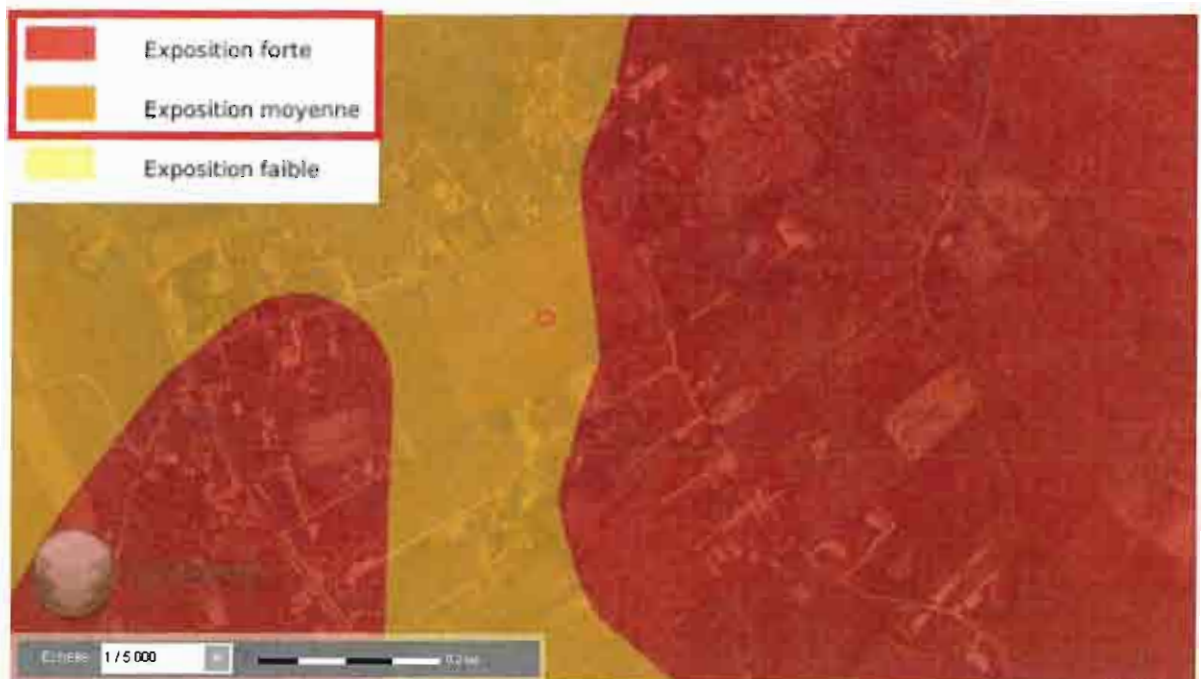 Exposition forte
Exposition moyenne
Exposition faible
Echelle 1 / 5 000